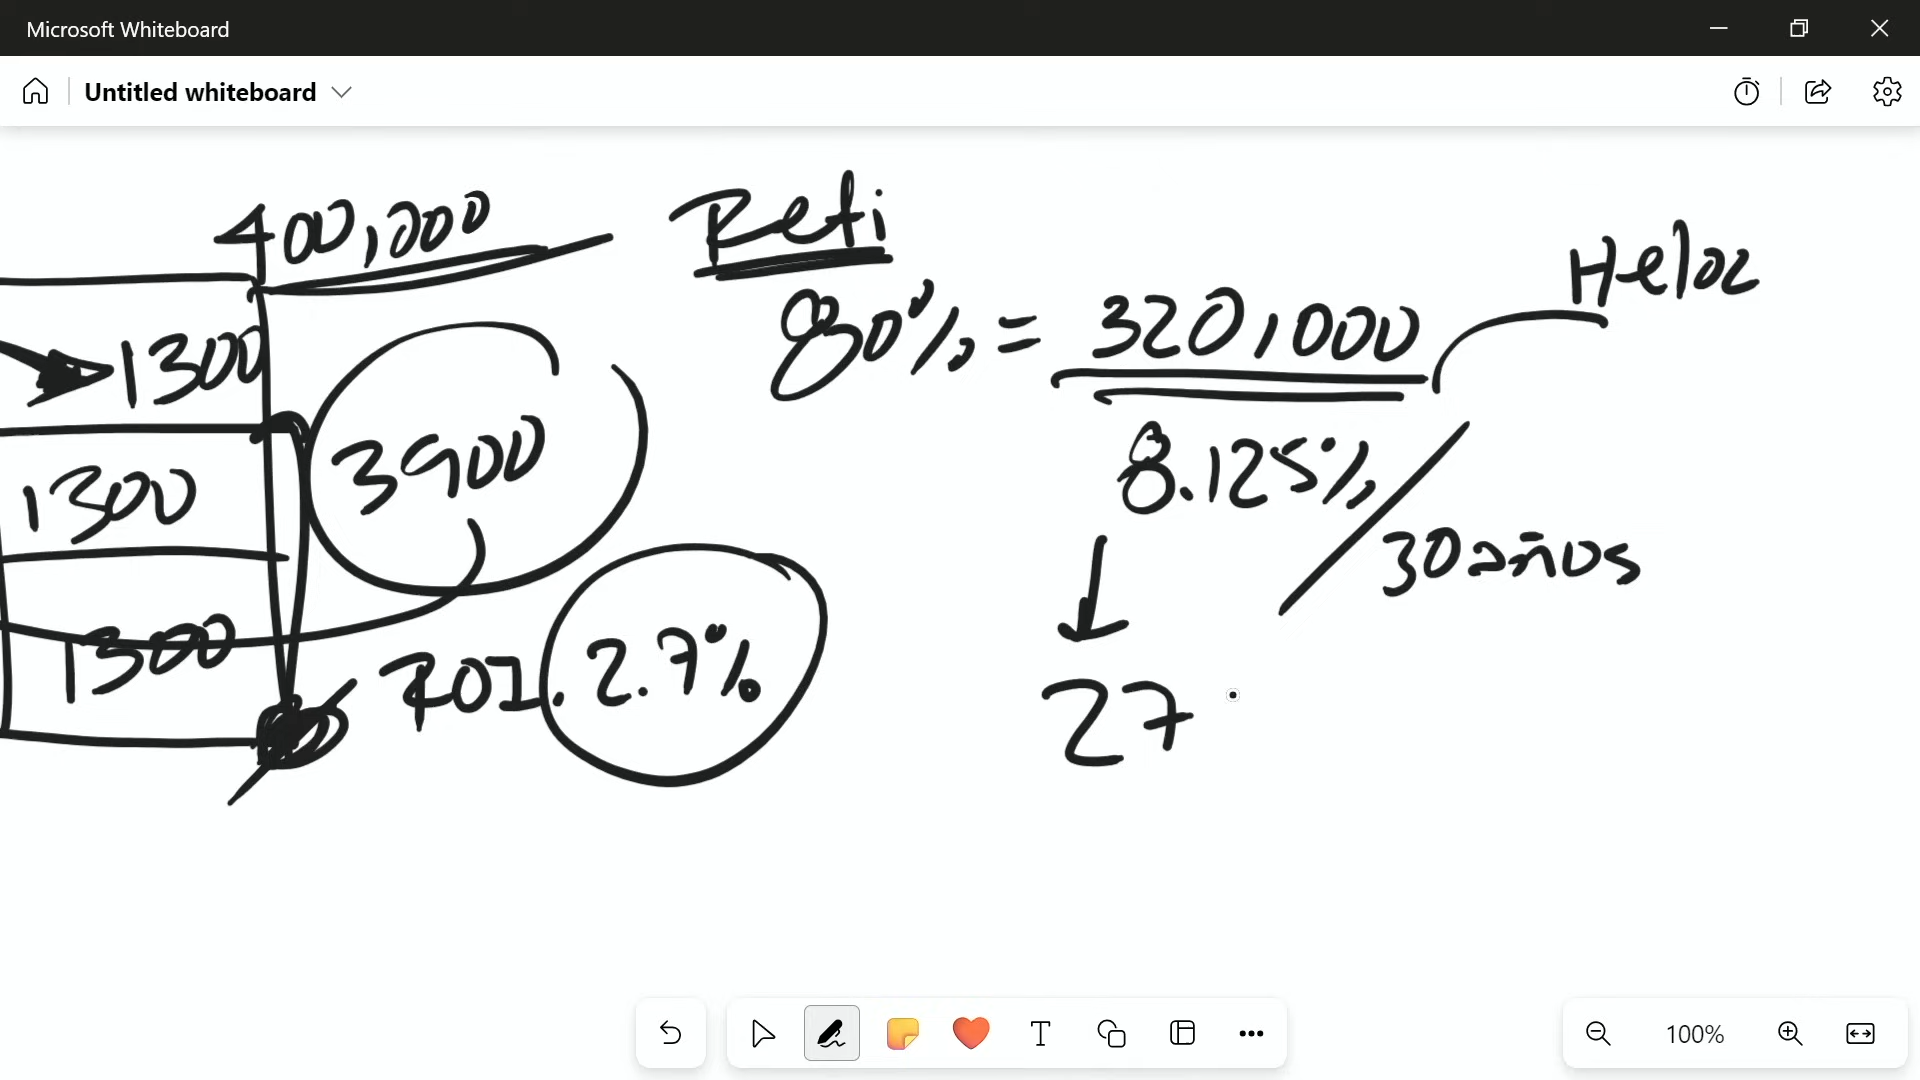 Microsoft Whiteboard
Untitled whiteboard
400,000
1300
1300
1300
3900
ROI. 2.7%
Refi
80% = 320,000
Heloc
8.125%
30 años
27
T
100%